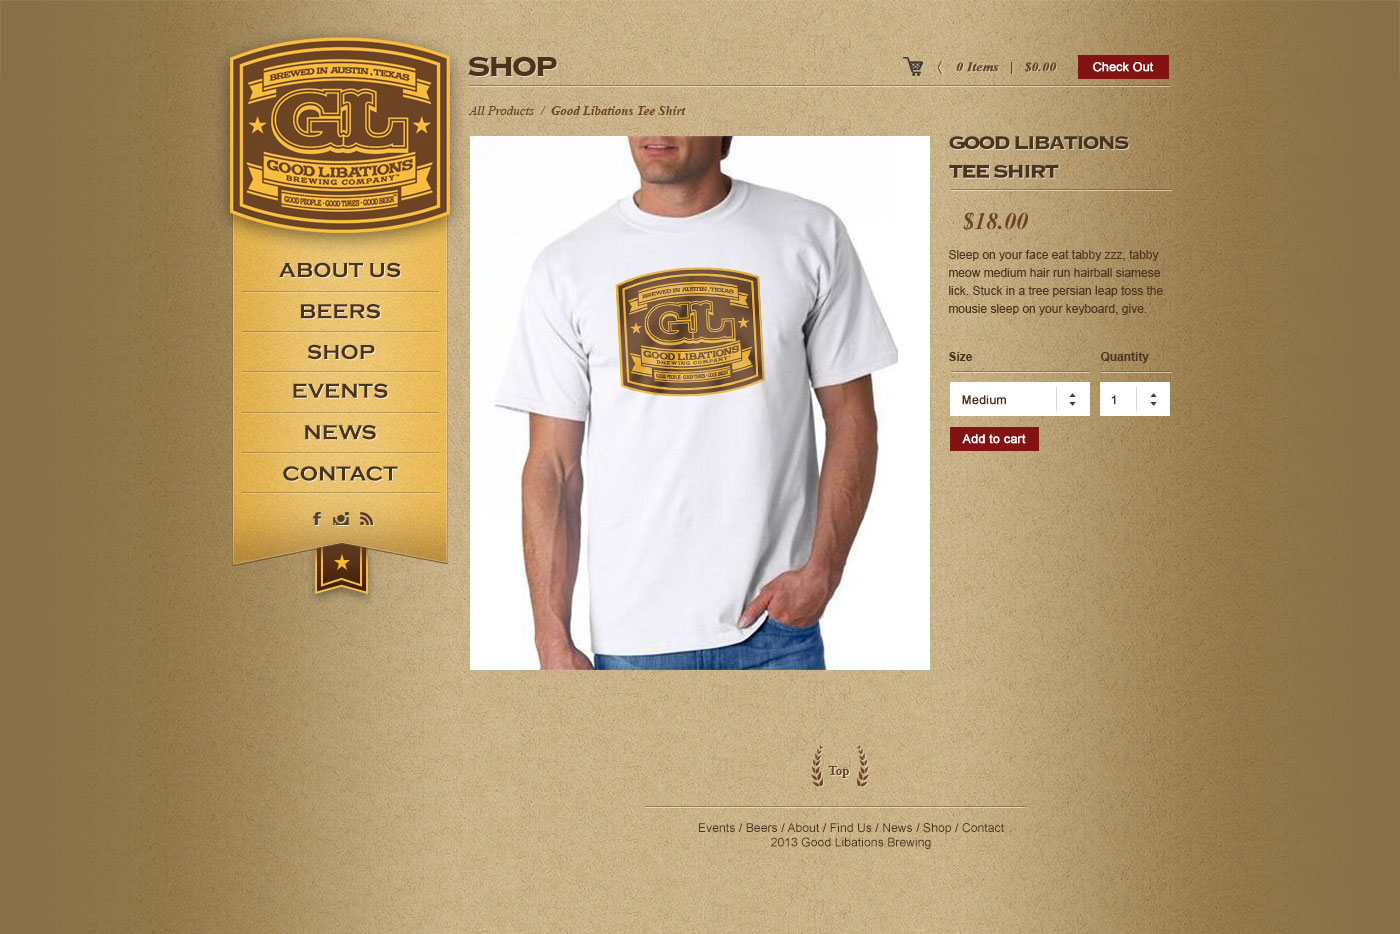 BREWED IN AUSTIN, TEXAS
GL
GOOD LIBATIONS
BREWING COMPANY™
GOOD PEOPLE · GOOD TIMES · GOOD BEER™
ABOUT US
BEERS
SHOP
EVENTS
NEWS
CONTACT
SHOP
0 Items | $0.00
Check Out
All Products / Good Libations Tee Shirt
BREWED IN AUSTIN, TEXAS
GL
GOOD LIBATIONS
BREWING COMPANY
GOOD PEOPLE · GOOD TIMES · GOOD BEER
GOOD LIBATIONS
TEE SHIRT
$18.00
Sleep on your face eat tabby zzz, tabby
meow medium hair run hairball siamese
lick. Stuck in a tree persian leap toss the
mousie sleep on your keyboard, give.
Size
Quantity
Medium
1
Add to cart
Top
Events / Beers / About / Find Us / News / Shop / Contact
2013 Good Libations Brewing